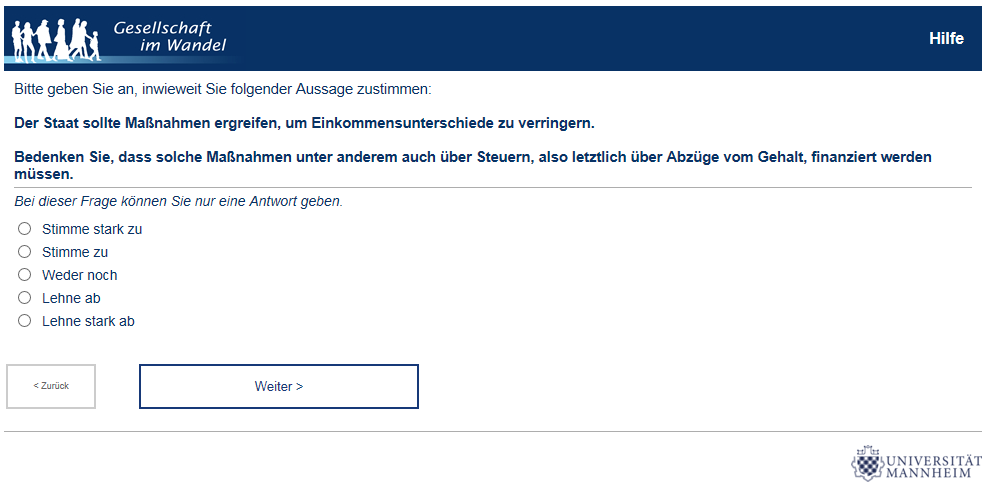 Gesellschaft
im Wandel
Hilfe
Bitte geben Sie an, inwieweit Sie folgender Aussage zustimmen:
Der Staat sollte Maßnahmen ergreifen, um Einkommensunterschiede zu verringern.
Bedenken Sie, dass solche Maßnahmen unter anderem auch über Steuern, also letztlich über Abzüge vom Gehalt, finanziert werden
müssen.
Bei dieser Frage können Sie nur eine Antwort geben.
Stimme stark zu
Stimme zu
Weder noch
Lehne ab
Lehne stark ab
< Zurück
Weiter >
UNIVERSITÄT
MANNHEIM